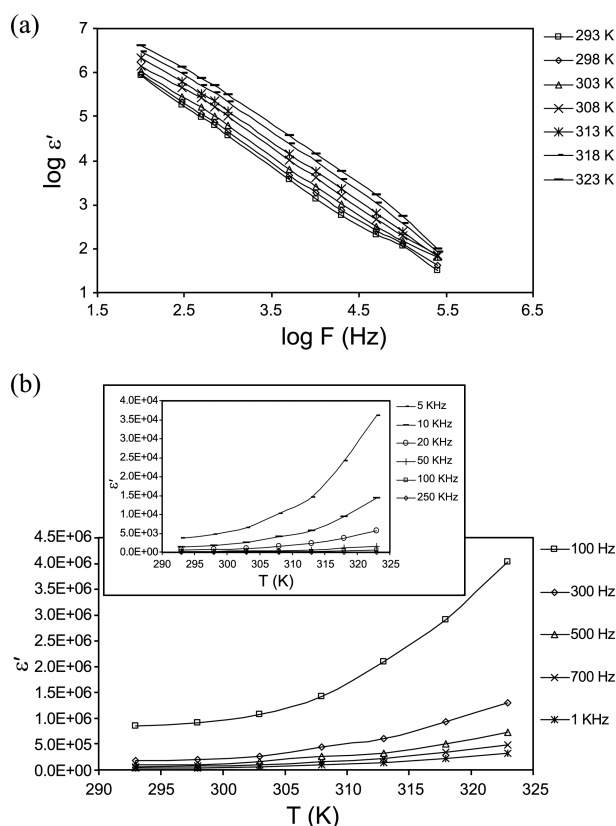 (a)
7
6
5
4
3
2
1
log ε′
1.5 2.5 3.5 4.5 5.5 6.5
log F (Hz)
293 K
298 K
303 K
308 K
313 K
318 K
323 K
(b)
4.0E+04
3.5E+04
3.0E+04
2.5E+04
2.0E+04
1.5E+04
1.0E+04
5.0E+03
0.0E+00
ε′
290 295 300 305 310 315 320 325
T (K)
5 KHz
10 KHz
20 KHz
50 KHz
100 KHz
250 KHz
4.5E+06
4.0E+06
3.5E+06
3.0E+06
2.5E+06
2.0E+06
1.5E+06
1.0E+06
5.0E+05
0.0E+00
ε′
290 295 300 305 310 315 320 325
T (K)
100 Hz
300 Hz
500 Hz
700 Hz
1 KHz